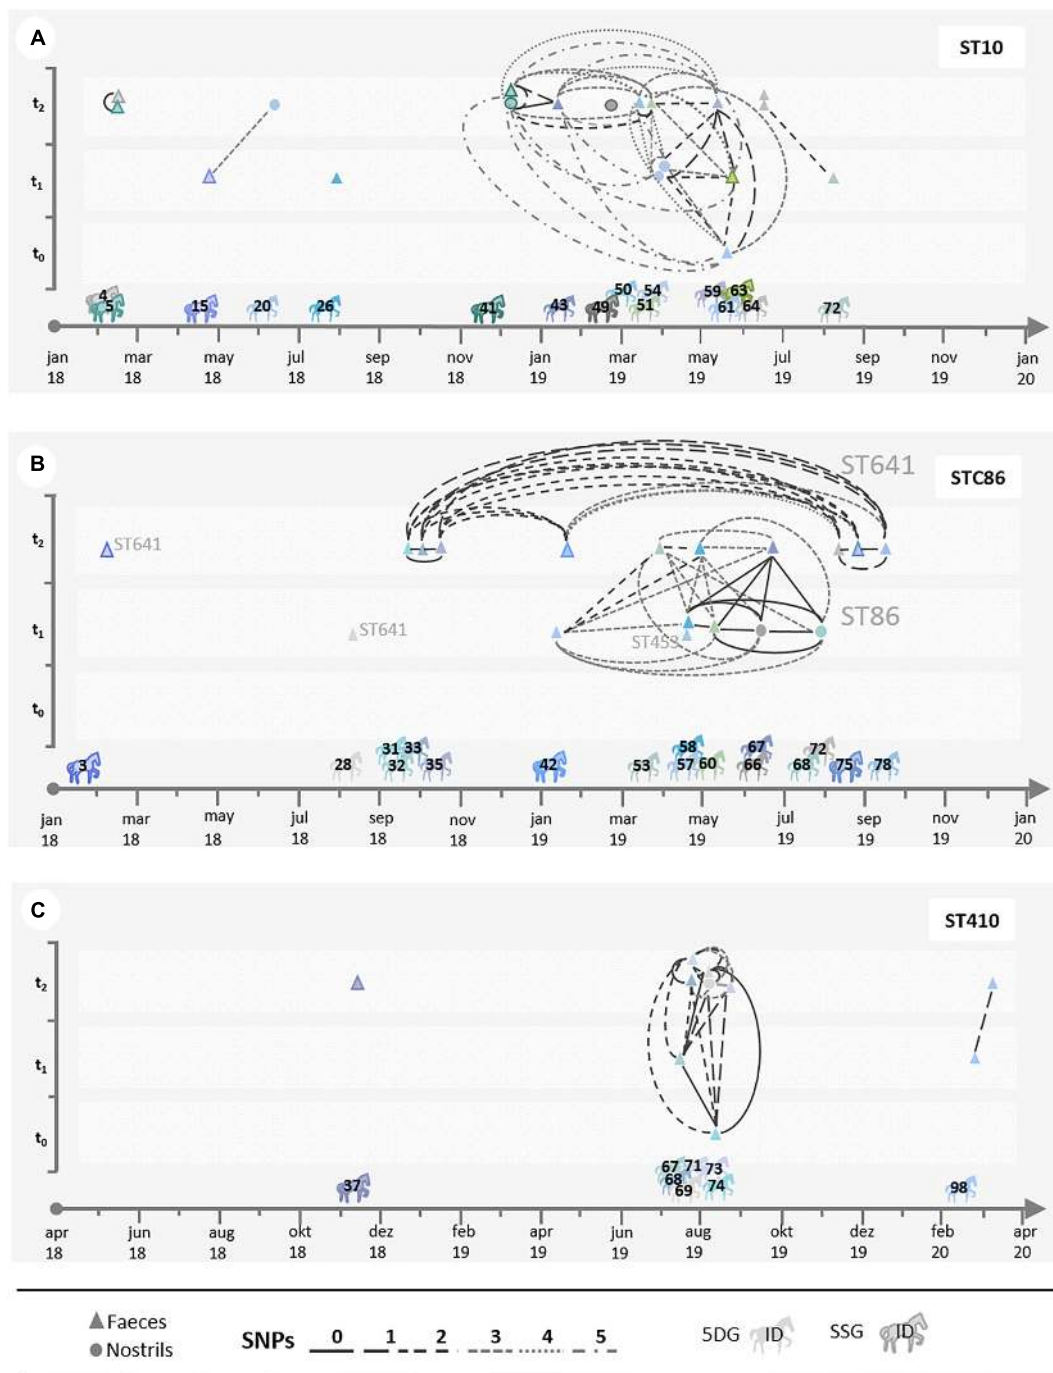 A
ST10
t2
t1
t0
4
5
15
20
26
41
43
49
50
54
51
59
63
61
64
72
jan mar may jul sep nov jan mar may jul sep nov jan
18 18 18 18 18 18 19 19 19 19 19 19 20
B
ST641
STC86
t2
ST641
t1
ST641
ST453
ST86
t0
31 33
58
67
72
3
28
32
35
42
53
57 60
66
68
75
78
jan mar may jul sep nov jan mar may jul sep nov jan
18 18 18 18 18 18 19 19 19 19 19 19 20
C
ST410
t2
t1
t0
67 71 73
37
68
69
74
98
apr jun aug okt dez feb apr jun aug okt dez feb apr
18 18 18 18 18 19 19 19 19 19 19 20 20
Faeces
Nostrils
SNPs 0 1 2 3 4 5
5DG ID SSG ID